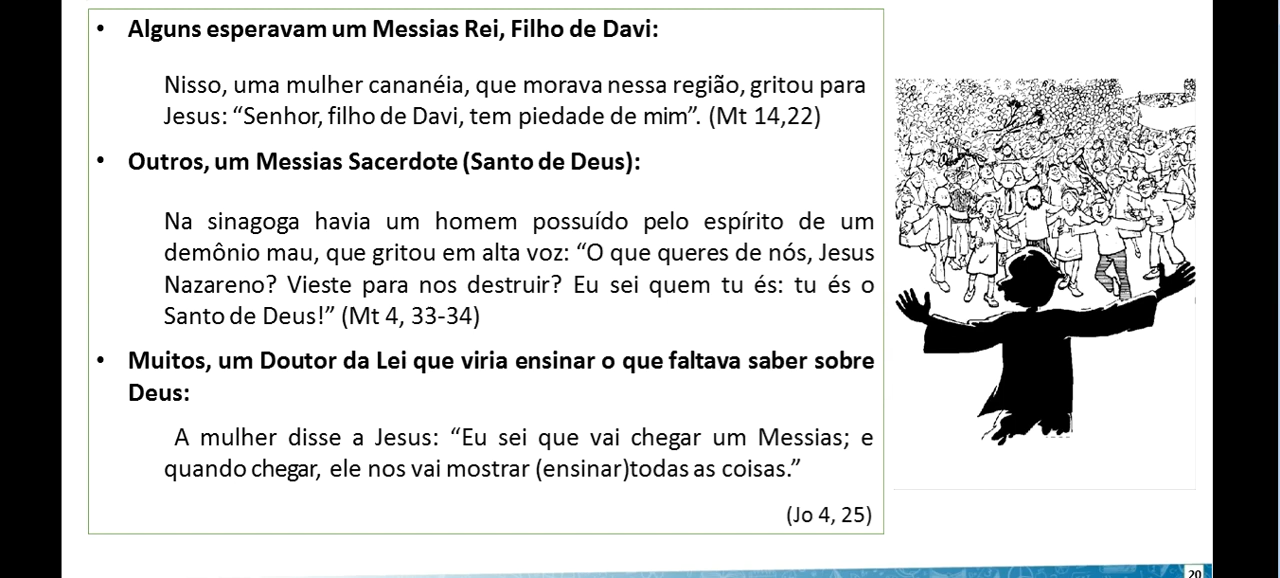 • Alguns esperavam um Messias Rei, Filho de Davi:
Nisso, uma mulher cananéia, que morava nessa região, gritou para
Jesus: “Senhor, filho de Davi, tem piedade de mim”. (Mt 14,22)
• Outros, um Messias Sacerdote (Santo de Deus):
Na sinagoga havia um homem possuído pelo espírito de um
demônio mau, que gritou em alta voz: “O que queres de nós, Jesus
Nazareno? Vieste para nos destruir? Eu sei quem tu és: tu és o
Santo de Deus!” (Mt 4, 33-34)
• Muitos, um Doutor da Lei que viria ensinar o que faltava saber sobre
Deus:
A mulher disse a Jesus: “Eu sei que vai chegar um Messias; e
quando chegar, ele nos vai mostrar (ensinar)todas as coisas.”
(Jo 4, 25)
20